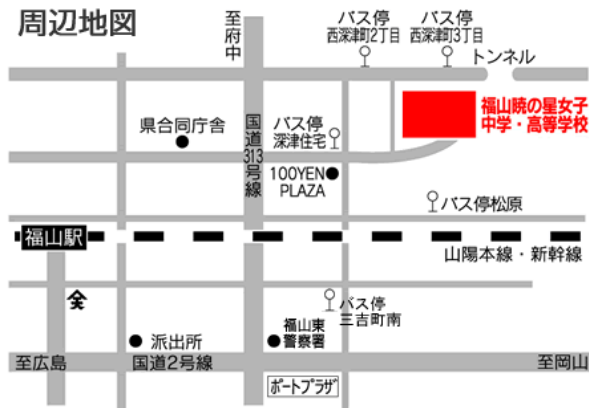 周辺地図
至府中
バス停
西深津町2丁目
バス停
西深津町3丁目
トンネル
福山暁の星女子
中学・高等学校
県合同庁舎
国道313号線
バス停
深津住宅
100YEN
PLAZA
バス停松原
福山駅
山陽本線・新幹線
バス停
三吉町南
派出所
福山東
警察署
至広島
国道2号線
至岡山
ポートプラザ